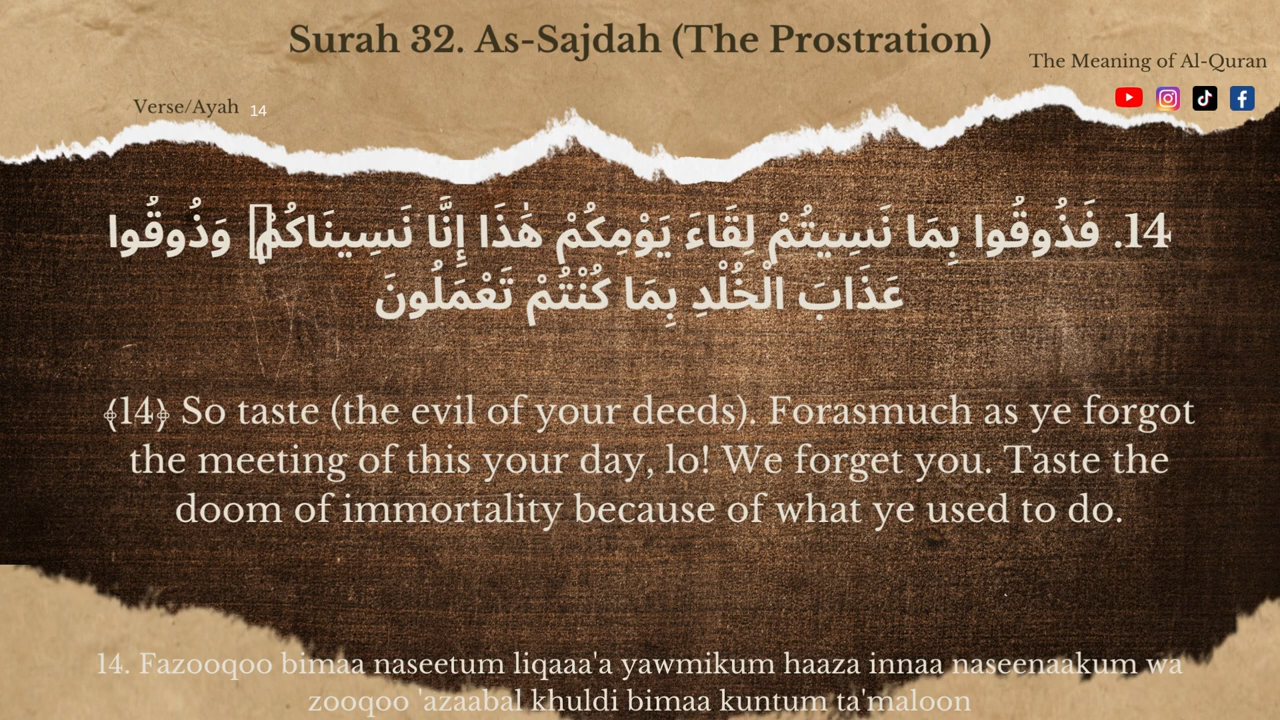 Surah 32. As-Sajdah (The Prostration)
The Meaning of Al-Quran
Verse/Ayah 14
14. فَذُوقُوا بِمَا نَسِيتُمْ لِقَاءَ يَوْمِكُمْ هَٰذَا إِنَّا نَسِينَاكُمْ وَذُوقُوا
عَذَابَ الْخُلْدِ بِمَا كُنْتُمْ تَعْمَلُونَ
﴾14﴿ So taste (the evil of your deeds). Forasmuch as ye forgot
the meeting of this your day, lo! We forget you. Taste the
doom of immortality because of what ye used to do.
14. Fazooqoo bimaa naseetum liqaaa'a yawmikum haaza innaa naseenaakum wa
zooqoo 'azaabal khuldi bimaa kuntum ta'maloon